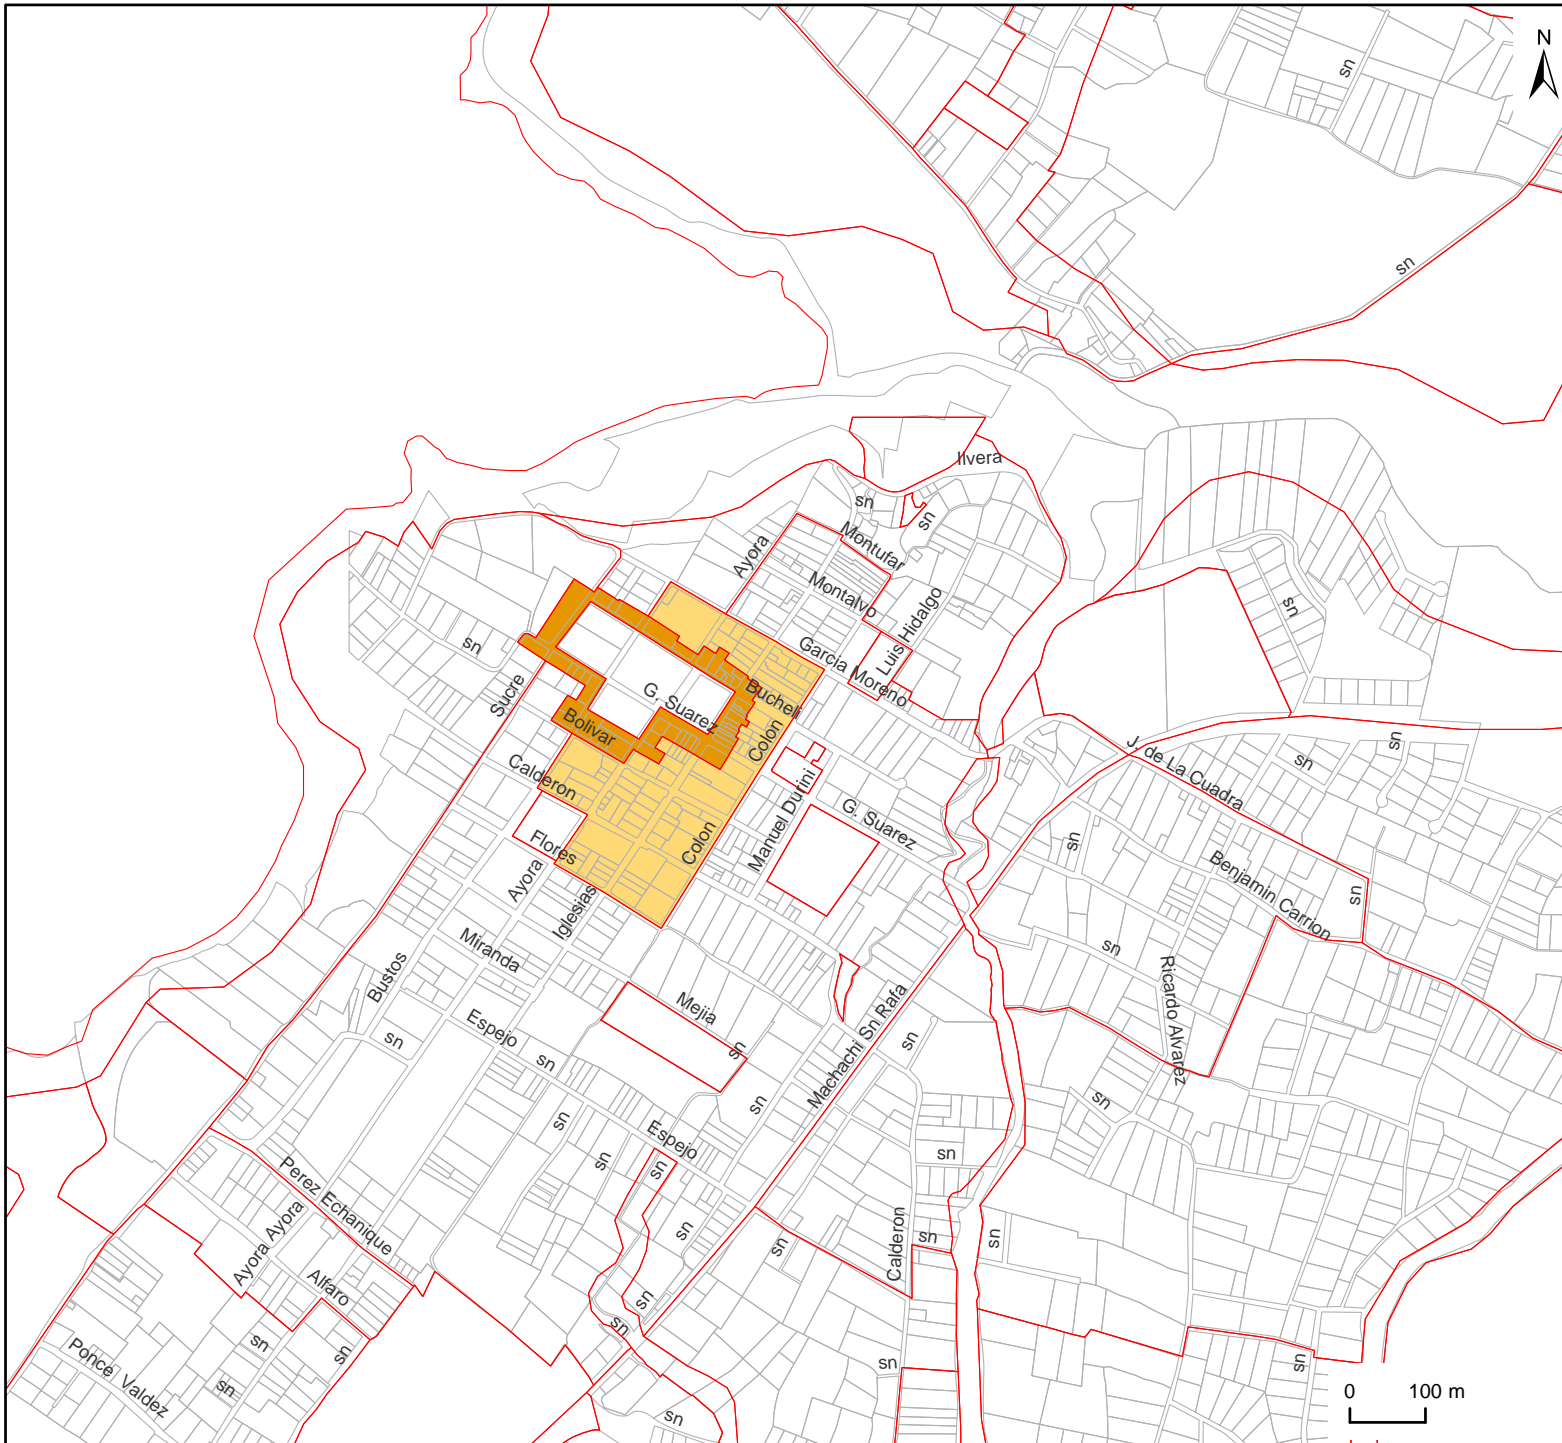 N
sn
sn
Ilvera
sn
sn
Montufar
Ayora
Montalvo
Luis Hidalgo
sn
sn
Garcia Moreno
Sucre
G. Suarez
Bucheli
Bolivar
Colon
J. de La Cuadra
sn
sn
Calderon
Manuel Durini
G. Suarez
Flores
Colon
sn
Benjamin Carrion
sn
Ayora
Iglesias
Miranda
sn
Bustos
Ricardo Alvarez
Mejia
Machachi Sn Rafa
Espejo
sn
sn
sn
sn
sn
sn
sn
Espejo
sn
sn
sn
Perez Echanique
Ayora Ayora
sn
Calderon
sn
sn
sn
Alfaro
sn
sn
sn
sn
Ponce Valdez
sn
sn
sn
sn
0 100 m